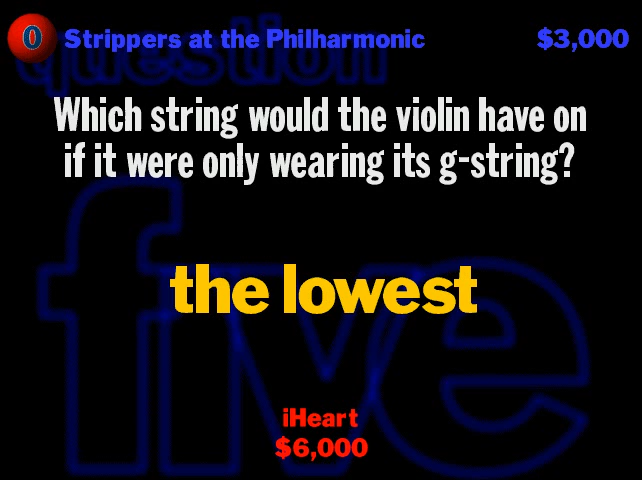 0 Strippers at the Philharmonic $3,000
question
Which string would the violin have on
if it were only wearing its g-string?
five
the lowest
iHeart
$6,000